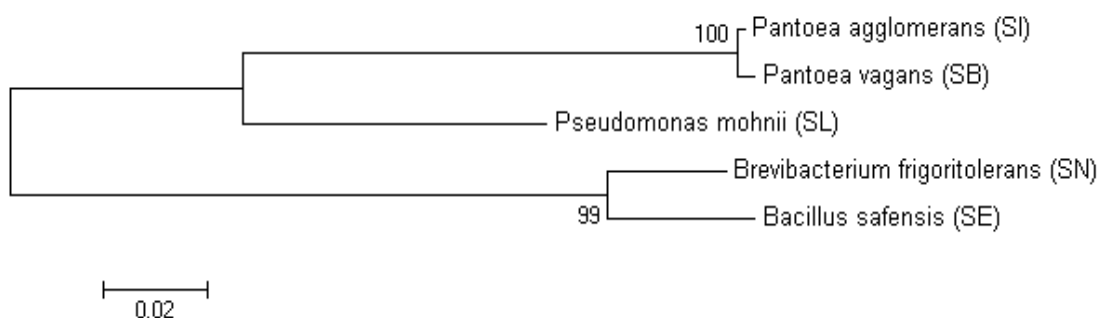 100
Pantoea agglomerans (SI)
Pantoea vagans (SB)
Pseudomonas mohnii (SL)
Brevibacterium frigoritolerans (SN)
99
Bacillus safensis (SE)
0.02